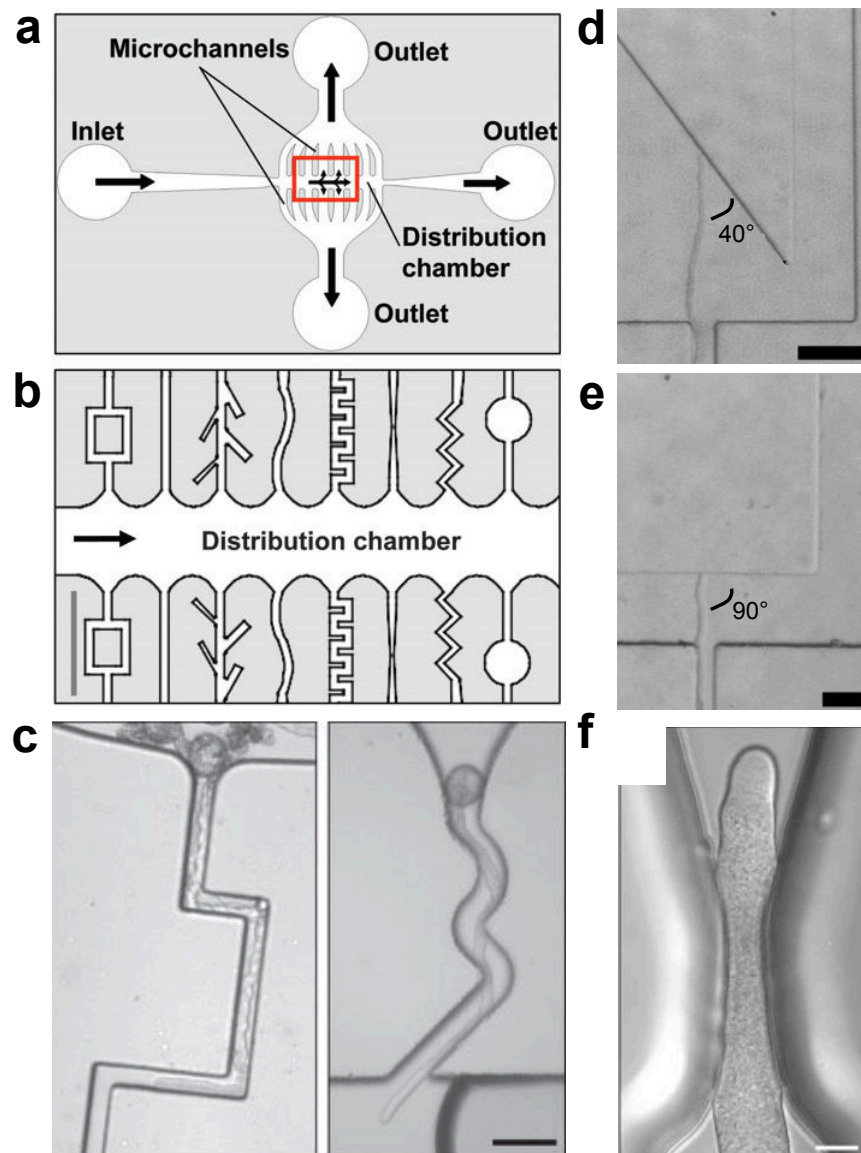 a
Microchannels
Outlet
Inlet
Outlet
Distribution
chamber
Outlet
b
Distribution chamber
c
d
40°
e
90°
f